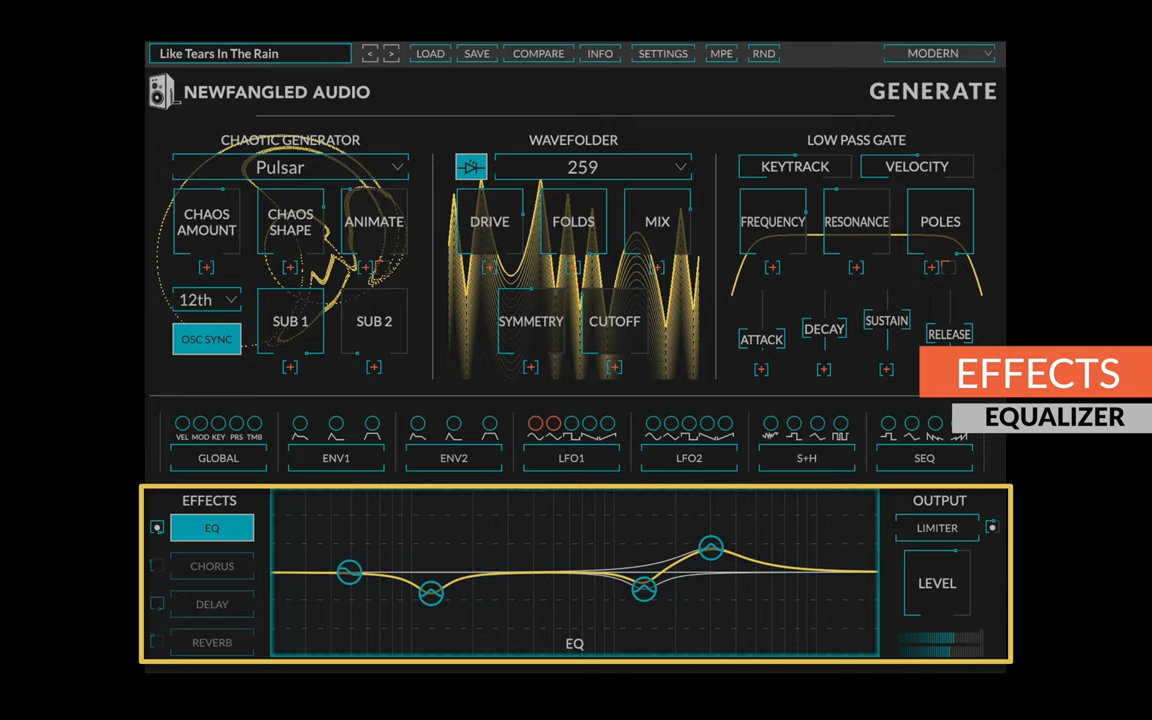 Like Tears In The Rain
< >
LOAD
SAVE
COMPARE
INFO
SETTINGS
MPE
RND
MODERN
NEWFANGLED AUDIO
GENERATE
CHAOTIC GENERATOR
Pulsar
CHAOS
AMOUNT
CHAOS
SHAPE
ANIMATE
[+] [+] [+]
12th
OSC SYNC
SUB 1
SUB 2
[+] [+]
WAVEFOLDER
259
DRIVE
FOLDS
MIX
[+] [+] [+]
SYMMETRY
CUTOFF
[+] [+]
LOW PASS GATE
KEYTRACK
VELOCITY
FREQUENCY
RESONANCE
POLES
[+] [+] [+]
ATTACK
DECAY
SUSTAIN
RELEASE
[+] [+] [+]
EFFECTS
EQUALIZER
VEL MOD KEY PRS TMB
GLOBAL
ENV1
ENV2
LFO1
LFO2
S+H
SEQ
EFFECTS
EQ
CHORUS
DELAY
REVERB
EQ
OUTPUT
LIMITER
LEVEL